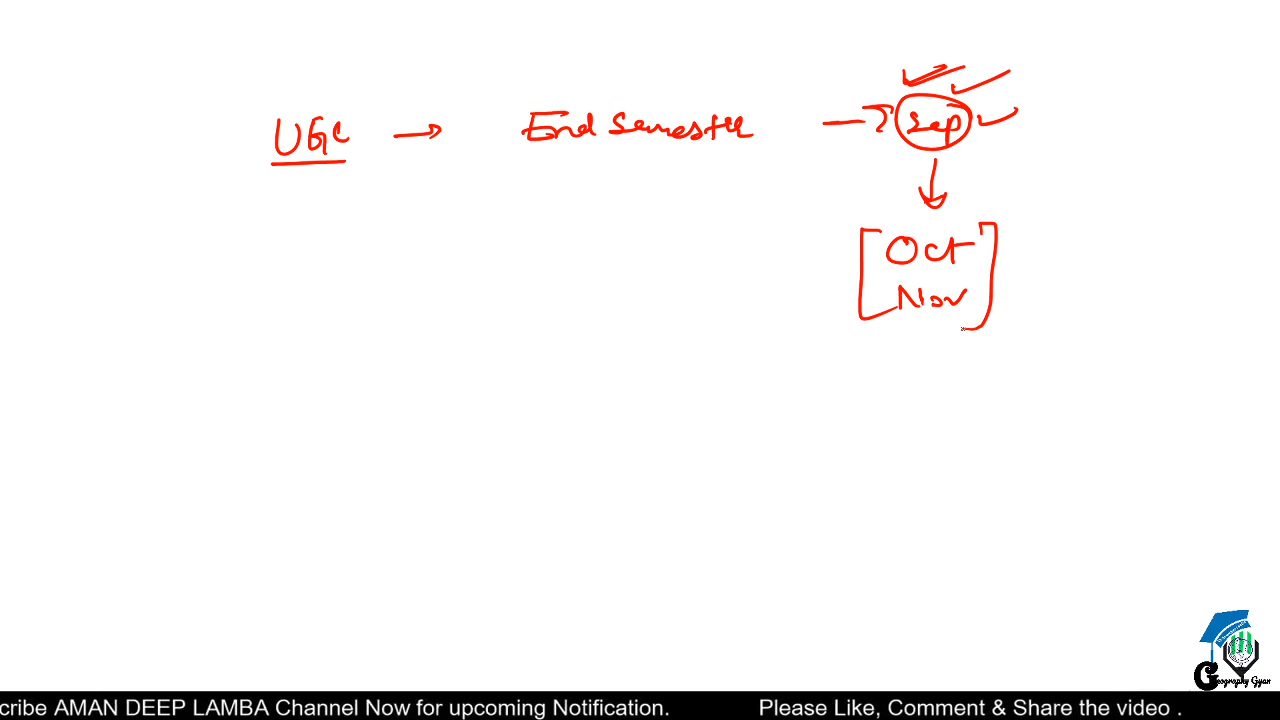 UGC → End Semester → Sep
Oct
Nov
Geography Gyan
cribe AMAN DEEP LAMBA Channel Now for upcoming Notification. Please Like, Comment & Share the video .